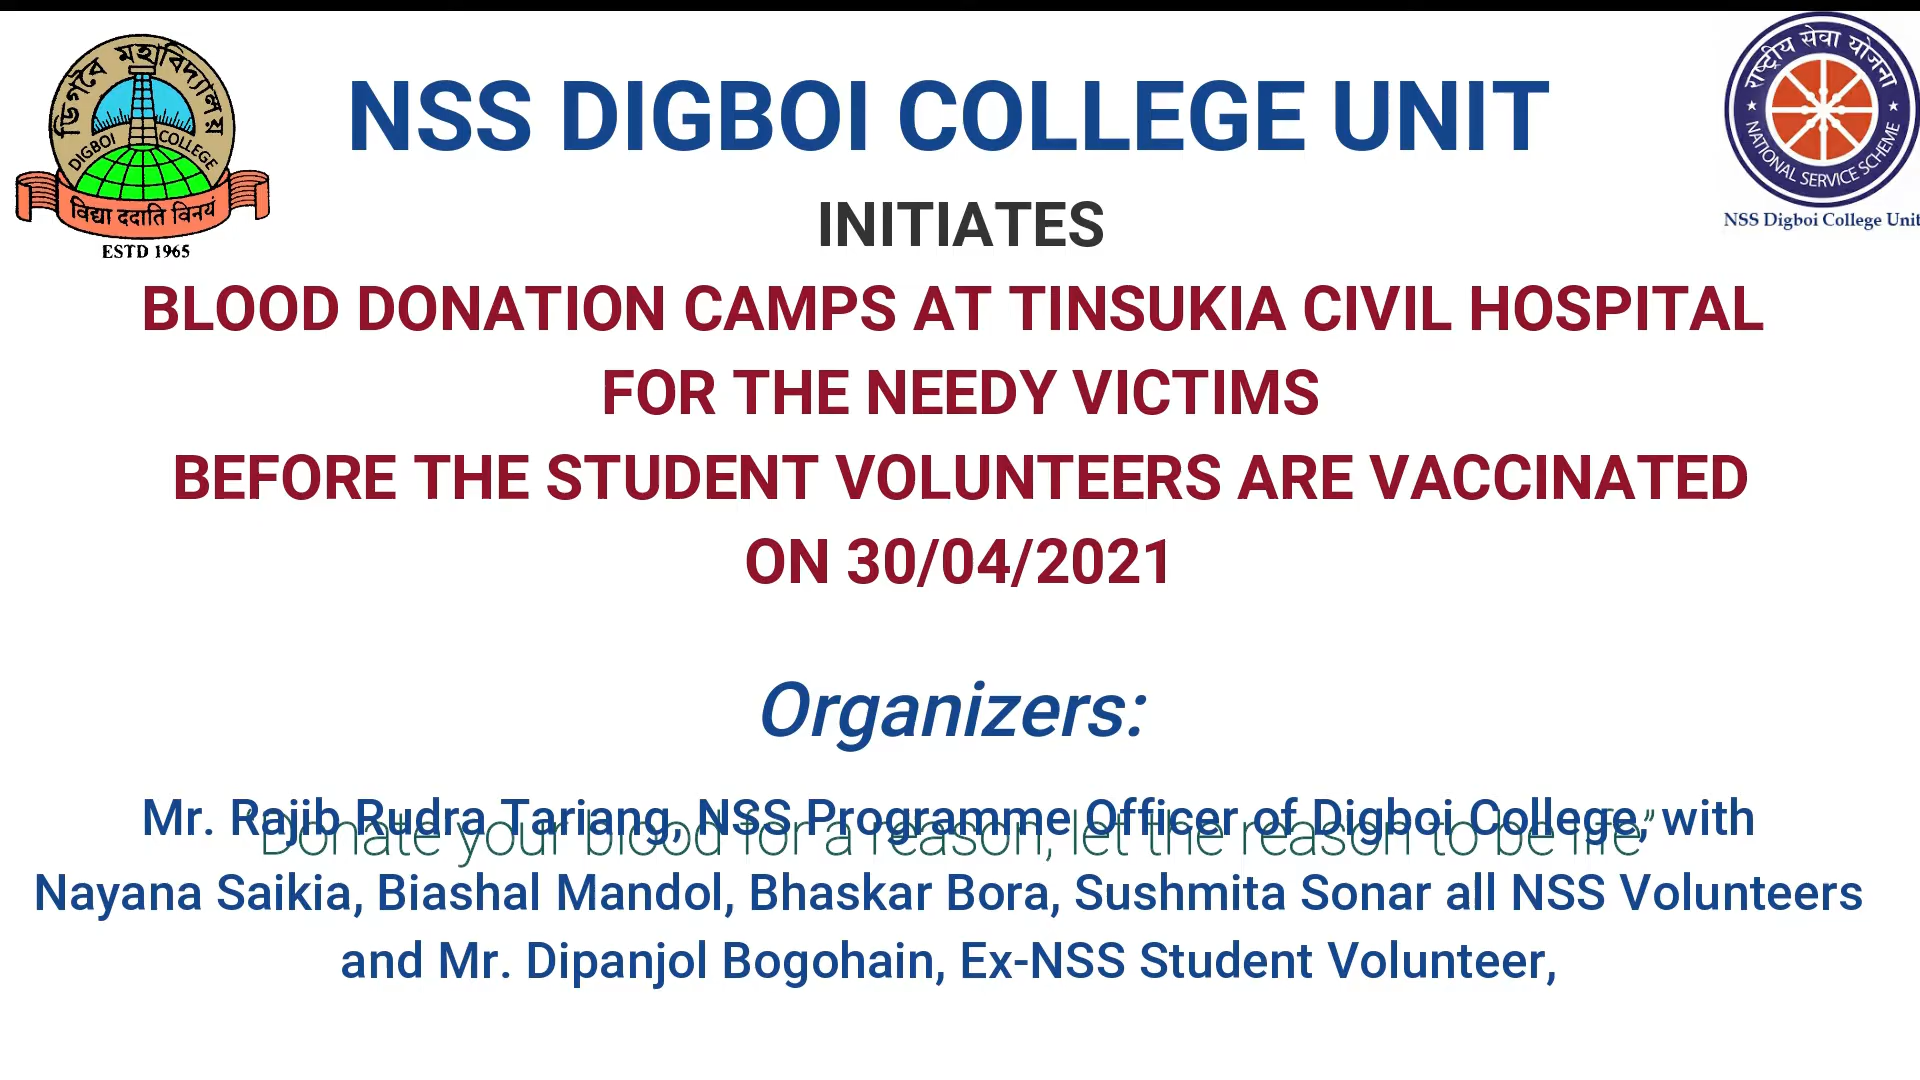 ডিগবৈ মহাবিদ্যালয়
DIGBOI COLLEGE
विद्या ददाति विनयं
ESTD 1965
NSS DIGBOI COLLEGE UNIT
राष्ट्रीय सेवा योजना
NATIONAL SERVICE SCHEME
NSS Digboi College Unit
INITIATES
BLOOD DONATION CAMPS AT TINSUKIA CIVIL HOSPITAL
FOR THE NEEDY VICTIMS
BEFORE THE STUDENT VOLUNTEERS ARE VACCINATED
ON 30/04/2021
Organizers:
Mr. Rajib Rudra Tariang, NSS Programme Officer of Digboi College, with
“Donate your blood for a reason, let the reason to be life”
Nayana Saikia, Biashal Mandol, Bhaskar Bora, Sushmita Sonar all NSS Volunteers
and Mr. Dipanjol Bogohain, Ex-NSS Student Volunteer,